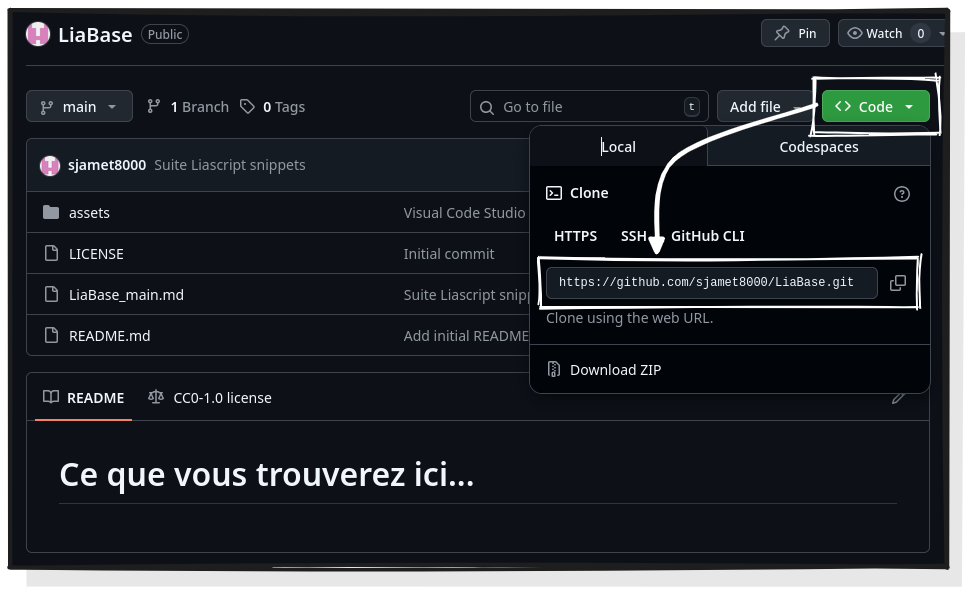 LiaBase Public Pin Watch 0
main 1 Branch 0 Tags Go to file t Add file <> Code
Local Codespaces
sjamet8000 Suite Liascript snippets
Clone
assets Visual Code Studio
HTTPS SSH GitHub CLI
LICENSE Initial commit
https://github.com/sjamet8000/LiaBase.git
LiaBase_main.md Suite Liascript
Clone using the web URL.
README.md Add initial README
Download ZIP
README CC0-1.0 license
Ce que vous trouverez ici...